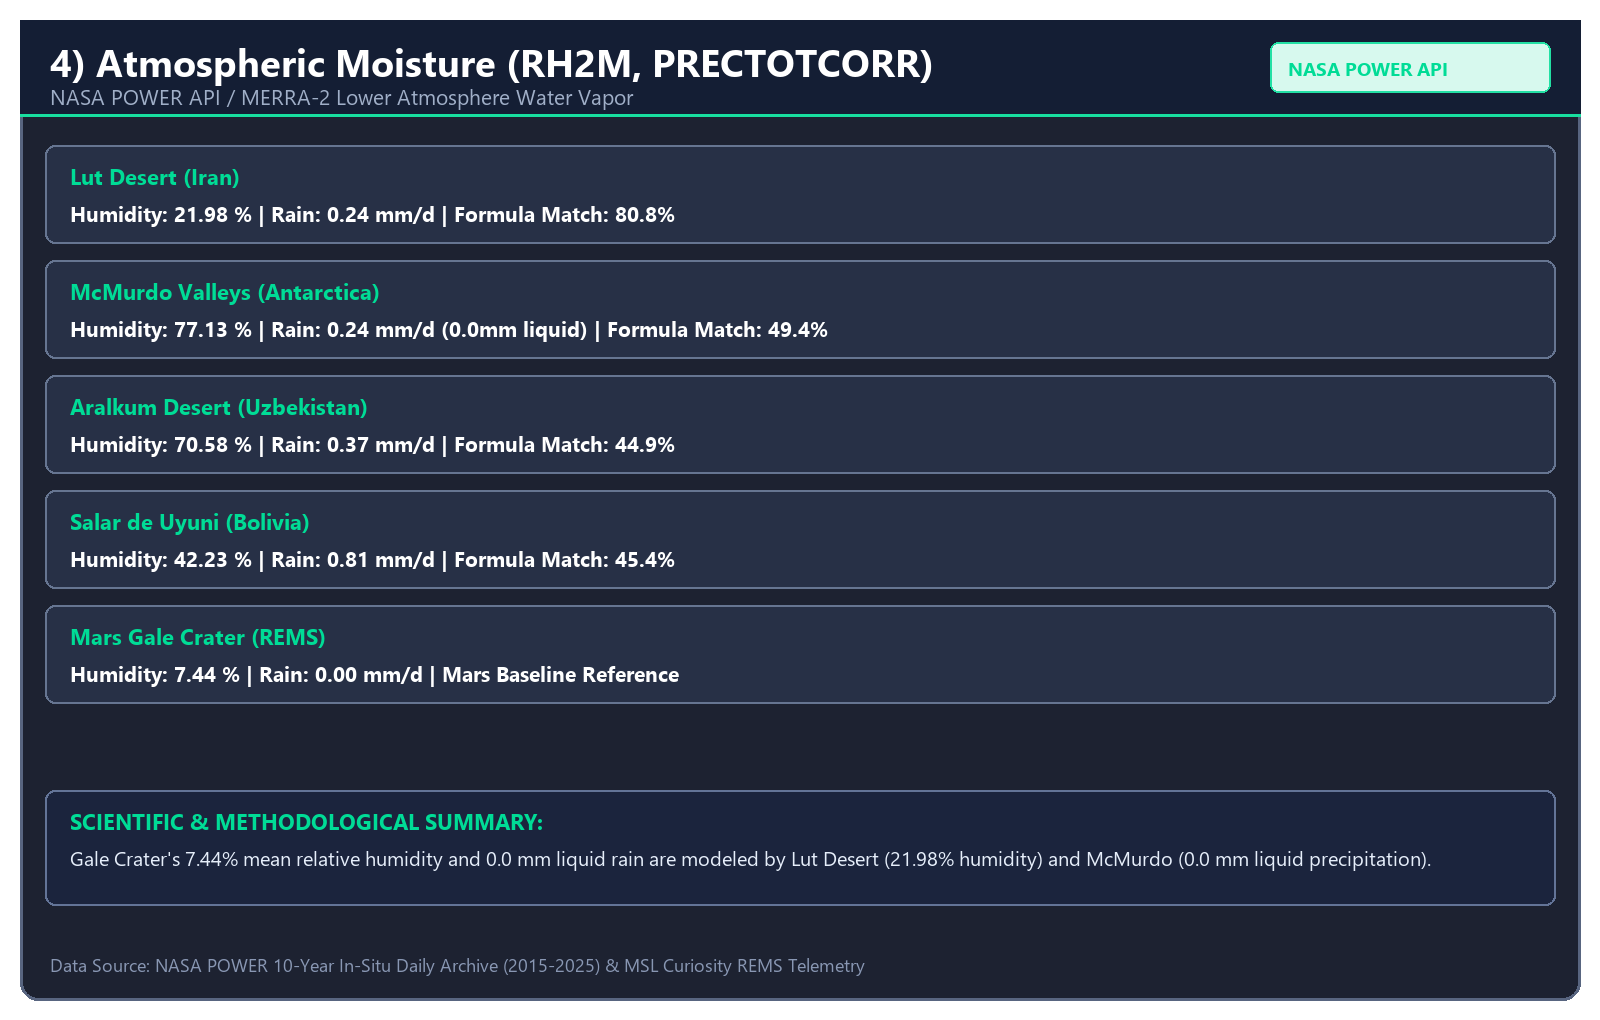 4) Atmospheric Moisture (RH2M, PRECTOTCORR)
NASA POWER API / MERRA-2 Lower Atmosphere Water Vapor
NASA POWER API
Lut Desert (Iran)
Humidity: 21.98 % | Rain: 0.24 mm/d | Formula Match: 80.8%
McMurdo Valleys (Antarctica)
Humidity: 77.13 % | Rain: 0.24 mm/d (0.0mm liquid) | Formula Match: 49.4%
Aralkum Desert (Uzbekistan)
Humidity: 70.58 % | Rain: 0.37 mm/d | Formula Match: 44.9%
Salar de Uyuni (Bolivia)
Humidity: 42.23 % | Rain: 0.81 mm/d | Formula Match: 45.4%
Mars Gale Crater (REMS)
Humidity: 7.44 % | Rain: 0.00 mm/d | Mars Baseline Reference
SCIENTIFIC & METHODOLOGICAL SUMMARY:
Gale Crater's 7.44% mean relative humidity and 0.0 mm liquid rain are modeled by Lut Desert (21.98% humidity) and McMurdo (0.0 mm liquid precipitation).
Data Source: NASA POWER 10-Year In-Situ Daily Archive (2015-2025) & MSL Curiosity REMS Telemetry